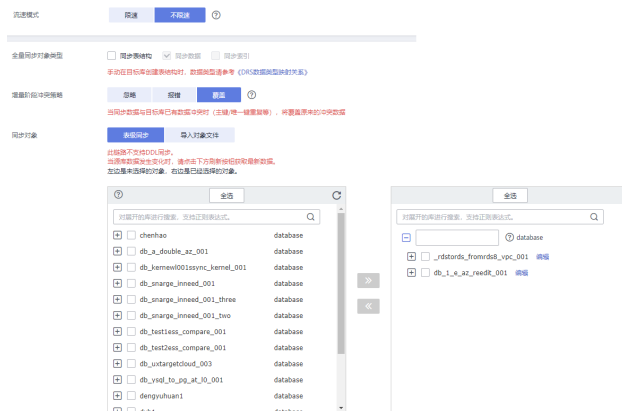 流速模式 限速 不限速
全量同步对象类型 同步表结构 同步数据 同步索引
手动在目标库创建表结构时，数据类型请参考《DRS数据类型映射关系》
增量阶段冲突策略 忽略 报错 覆盖
当同步数据与目标库已有数据冲突时（主键/唯一键重复等），将覆盖原来的冲突数据
同步对象 表级同步 导入对象文件
此链路不支持DDL同步。
当源库数据发生变化时，请点击下方刷新按钮获取最新数据。
左边是未选择的对象，右边是已经选择的对象。
全选
对展开的库进行搜索，支持正则表达式。
chenhao database
db_a_double_az_001 database
db_kernewl001ssync_kernel_001 database
db_snarge_inneed_001 database
db_snarge_inneed_001_three database
db_snarge_inneed_001_two database
db_test1ess_compare_001 database
db_test2ess_compare_001 database
db_uxtargetcloud_003 database
db_ysql_to_pg_at_l0_001 database
dengyuhuan1 database
全选
对展开的库进行搜索，支持正则表达式。
database
_rdstords_fromrds8_vpc_001 编辑
db_1_e_az_reedit_001 编辑